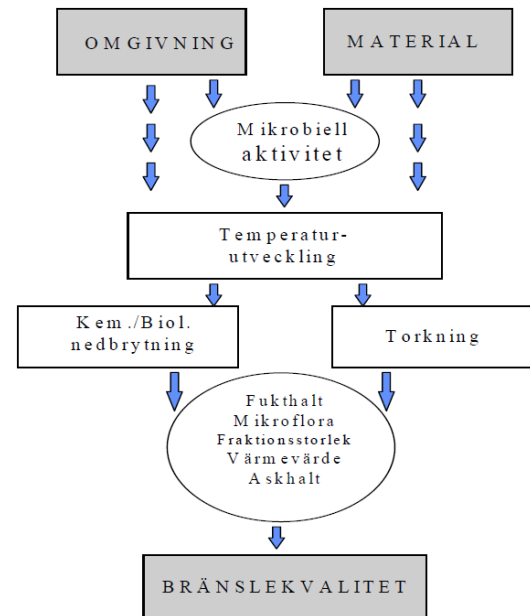 OMGIVNING
MATERIAL
Mikrobiell
aktivitet
Temperatur-
utveckling
Kem./Biol.
nedbrytning
Torkning
Fukthalt
Mikroflora
Fraktionsstorlek
Värmevärde
Askhalt
BRÄNSLEKVALITET